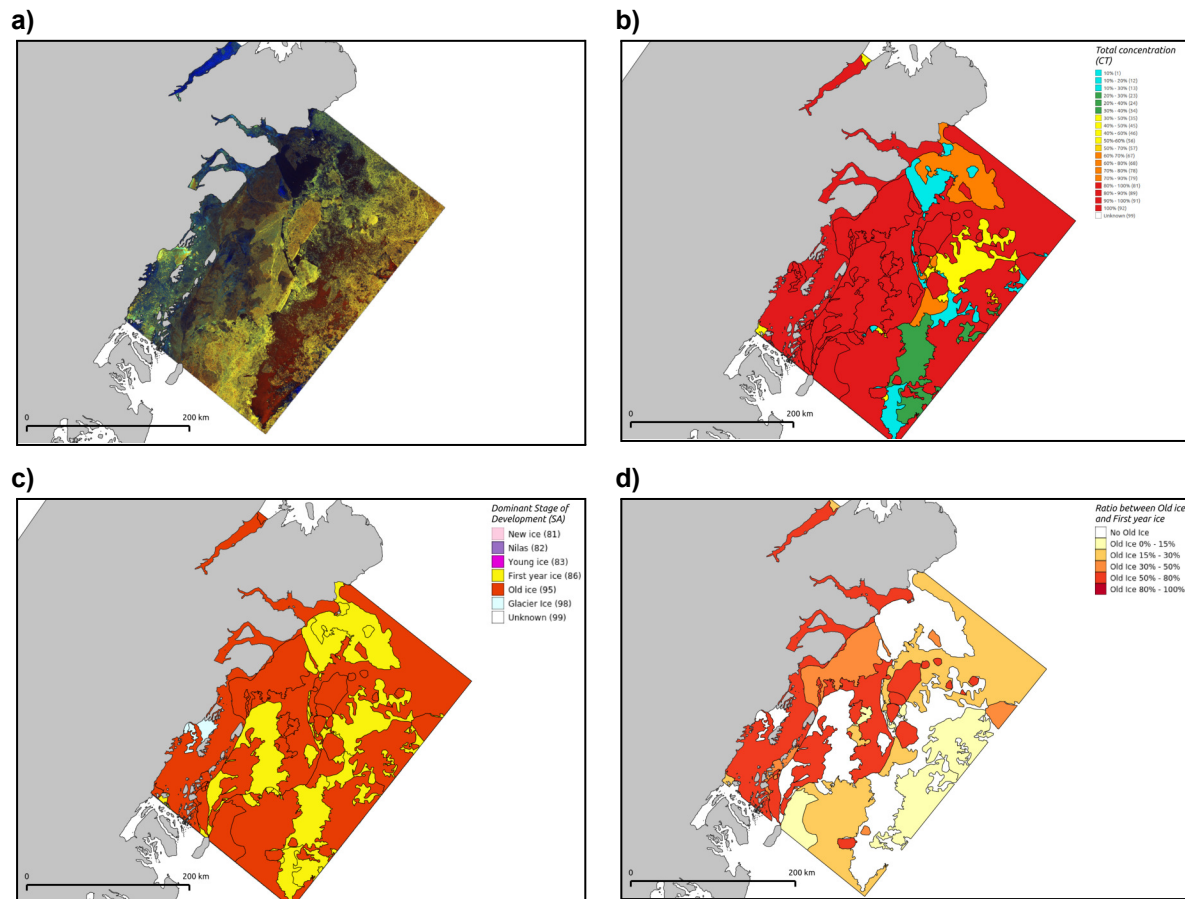 a)
0
200 km
b)
Total concentration
(CT)
10% (1)
10% - 20% (12)
10% - 30% (13)
20% - 30% (23)
20% - 40% (24)
30% - 40% (34)
30% - 50% (35)
40% - 50% (45)
40% - 60% (46)
50%-60% (56)
50% - 70% (57)
60%-70% (67)
60% - 80% (68)
70% - 80% (78)
70% - 90% (79)
80% - 100% (81)
80% - 90% (89)
90% - 100% (91)
100% (92)
Unknown (99)
0
200 km
c)
Dominant Stage of
Development (SA)
New ice (81)
Nilas (82)
Young ice (83)
First year ice (86)
Old ice (95)
Glacier Ice (98)
Unknown (99)
0
200 km
d)
Ratio between Old ice
and First year ice
No Old Ice
Old Ice 0% - 15%
Old Ice 15% - 30%
Old Ice 30% - 50%
Old Ice 50% - 80%
Old Ice 80% - 100%
0
200 km